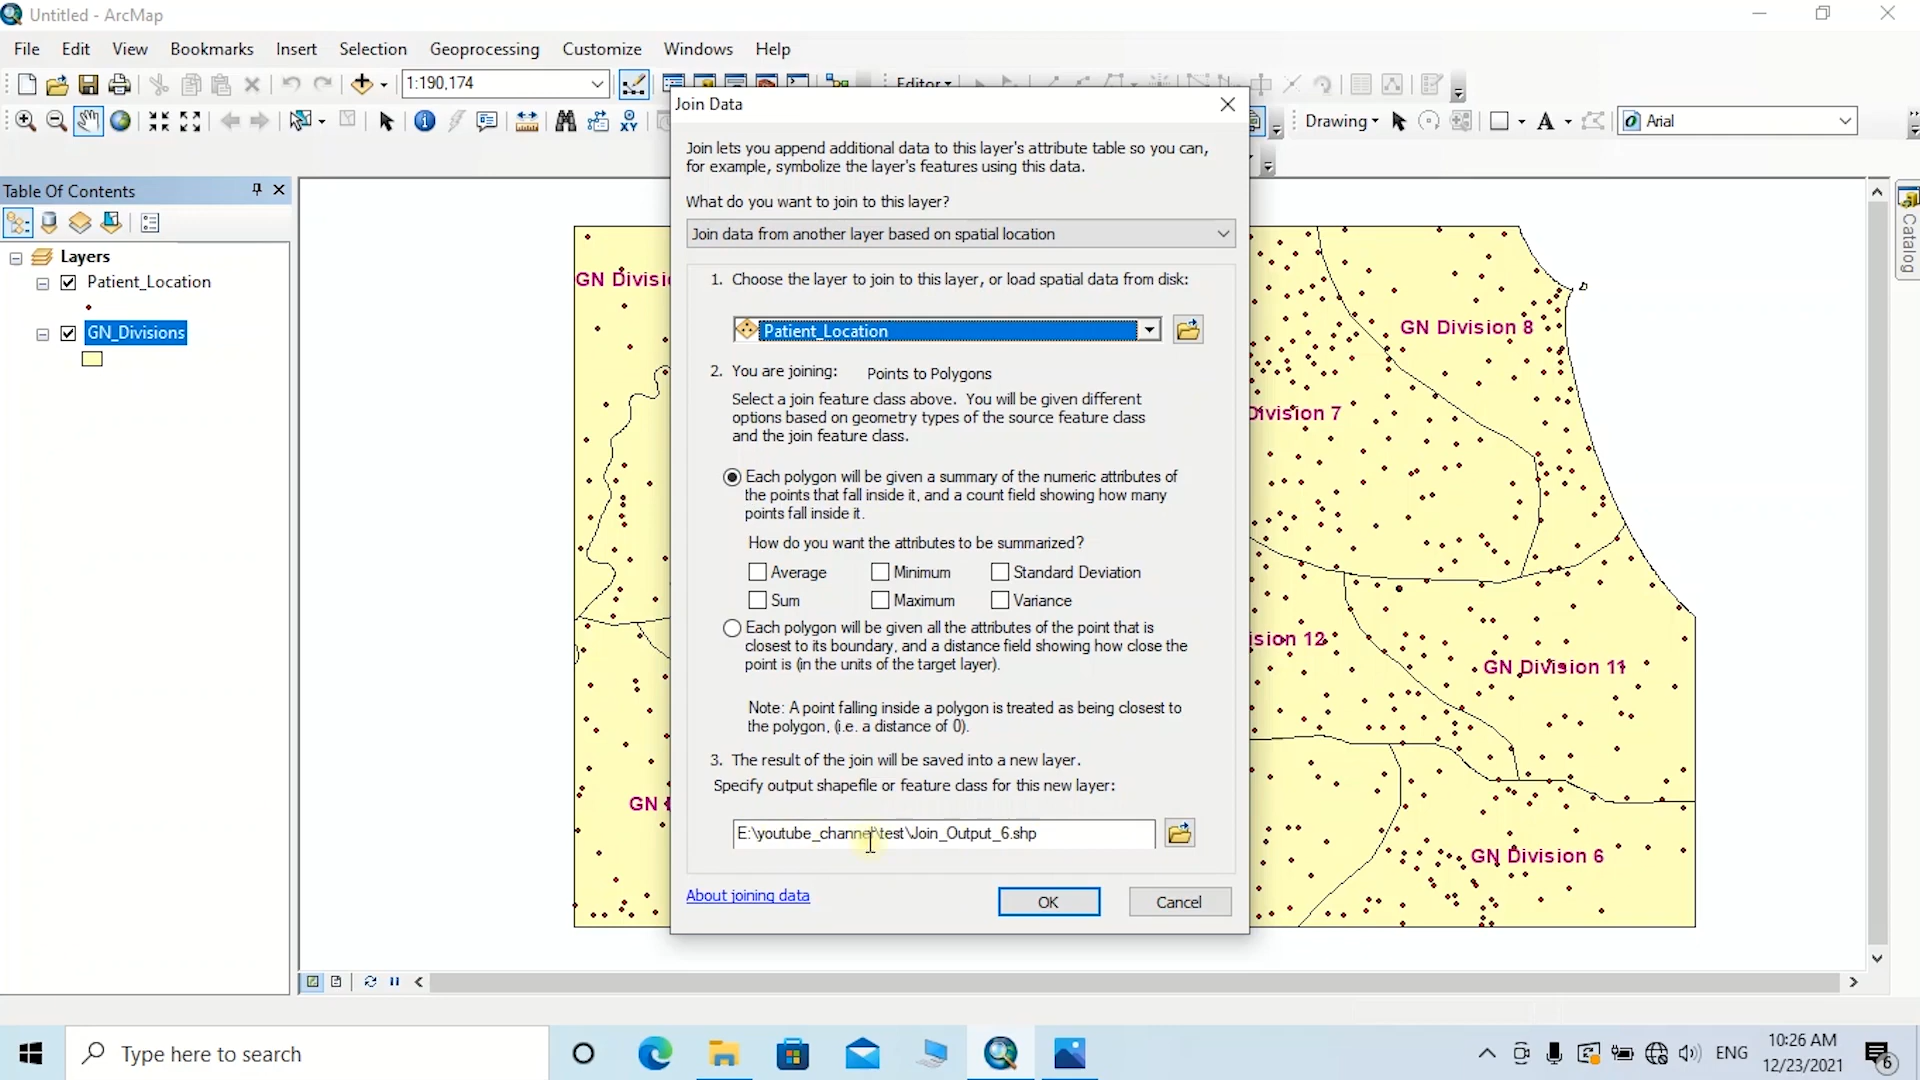 Untitled - ArcMap
File Edit View Bookmarks Insert Selection Geoprocessing Customize Windows Help
1:190,174
Editor
Drawing
A
Arial
XY
Table Of Contents
Layers
Patient_Location
GN_Divisions
Catalog
Join Data
Join lets you append additional data to this layer's attribute table so you can,
for example, symbolize the layer's features using this data.
What do you want to join to this layer?
Join data from another layer based on spatial location
1. Choose the layer to join to this layer, or load spatial data from disk:
Patient_Location
2. You are joining: Points to Polygons
Select a join feature class above. You will be given different
options based on geometry types of the source feature class
and the join feature class.
Each polygon will be given a summary of the numeric attributes of
the points that fall inside it, and a count field showing how many
points fall inside it.
How do you want the attributes to be summarized?
Average Minimum Standard Deviation
Sum Maximum Variance
Each polygon will be given all the attributes of the point that is
closest to its boundary, and a distance field showing how close the
point is (in the units of the target layer).
Note: A point falling inside a polygon is treated as being closest to
the polygon, (i.e. a distance of 0).
3. The result of the join will be saved into a new layer.
Specify output shapefile or feature class for this new layer:
E:\youtube_channel\test\Join_Output_6.shp
About joining data
OK
Cancel
GN Divisi
GN Division 8
Division 7
ision 12
GN Division 11
GN
GN Division 6
Type here to search
ENG
10:26 AM
12/23/2021
6